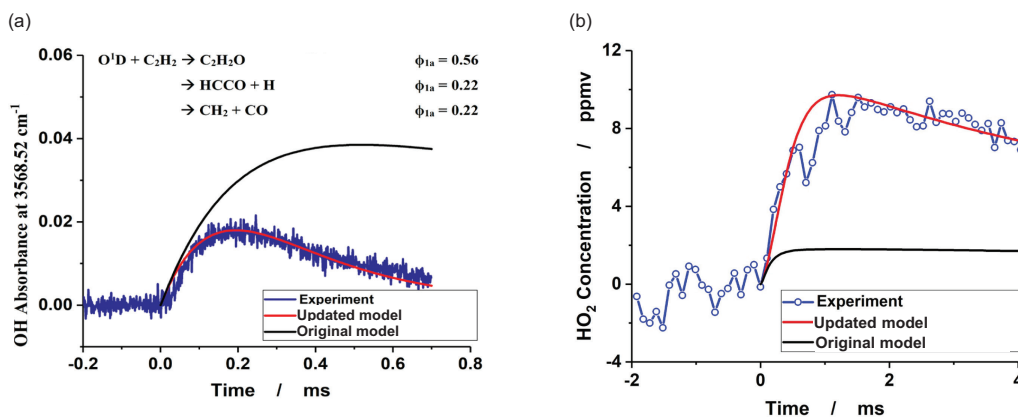 (a)
O¹D + C₂H₂ → C₂H₂O ϕ₁ₐ = 0.56
→ HCCO + H ϕ₁ₐ = 0.22
→ CH₂ + CO ϕ₁ₐ = 0.22
OH Absorbance at 3568.52 cm⁻¹
0.06
0.04
0.02
0.00
Experiment
Updated model
Original model
-0.2 0.0 0.2 0.4 0.6 0.8
Time / ms
(b)
HO₂ Concentration / ppmv
12
8
4
0
-4
Experiment
Updated model
Original model
-2 0 2 4
Time / ms